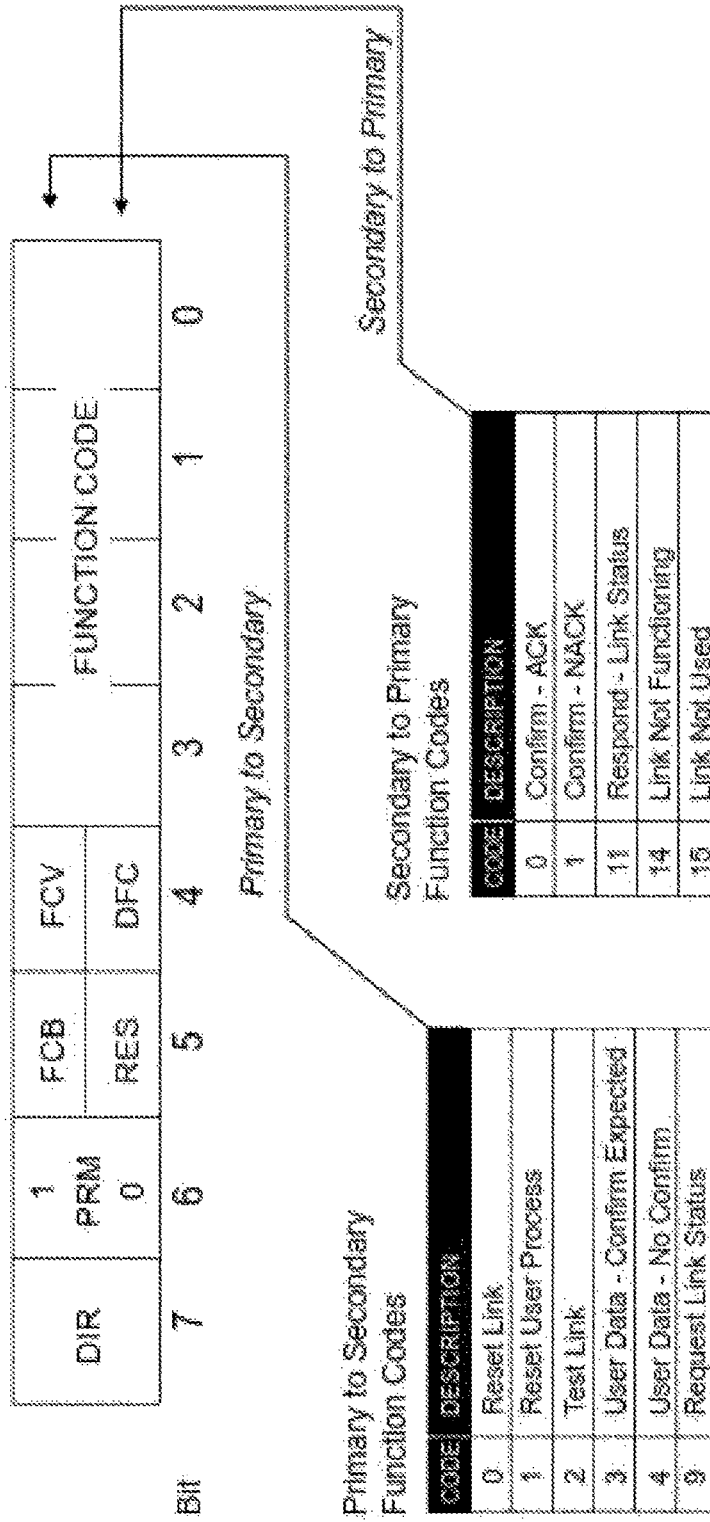 DIR
1
PRM
0
FCB
FCV
RES
DFC
FUNCTION CODE
Bit 7 6 5 4 3 2 1 0
Primary to Secondary
Secondary to Primary
Primary to Secondary
Function Codes
CODE DESCRIPTION
0 Reset Link
1 Reset User Process
2 Test Link
3 User Data - Confirm Expected
4 User Data - No Confirm
9 Request Link Status
Secondary to Primary
Function Codes
CODE DESCRIPTION
0 Confirm - ACK
1 Confirm - NACK
11 Respond - Link Status
14 Link Not Functioning
15 Link Not Used